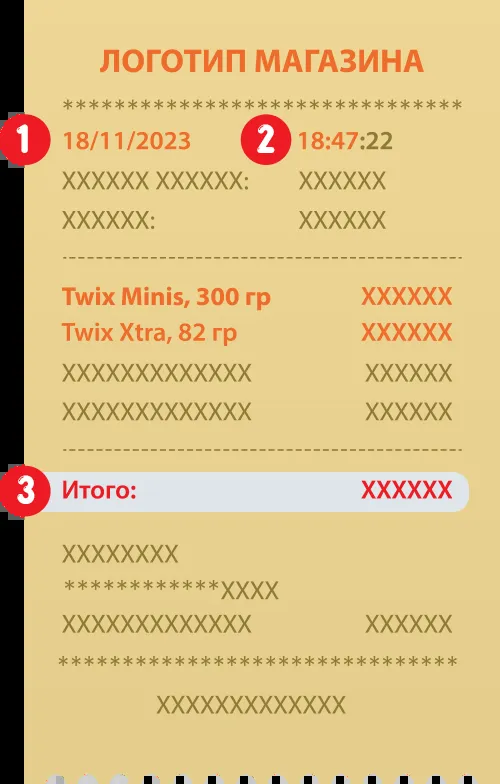 ЛОГОТИП МАГАЗИНА
*******************************
1 18/11/2023 2 18:47:22
XXXXXX XXXXXX: XXXXXX
XXXXXX: XXXXXX
Twix Minis, 300 гр XXXXXX
Twix Xtra, 82 гр XXXXXX
XXXXXXXXXXXXX XXXXXX
XXXXXXXXXXXXX XXXXXX
3 Итого: XXXXXX
XXXXXXXX
************XXXX
XXXXXXXXXXXXX XXXXXX
*******************************
XXXXXXXXXXXXX